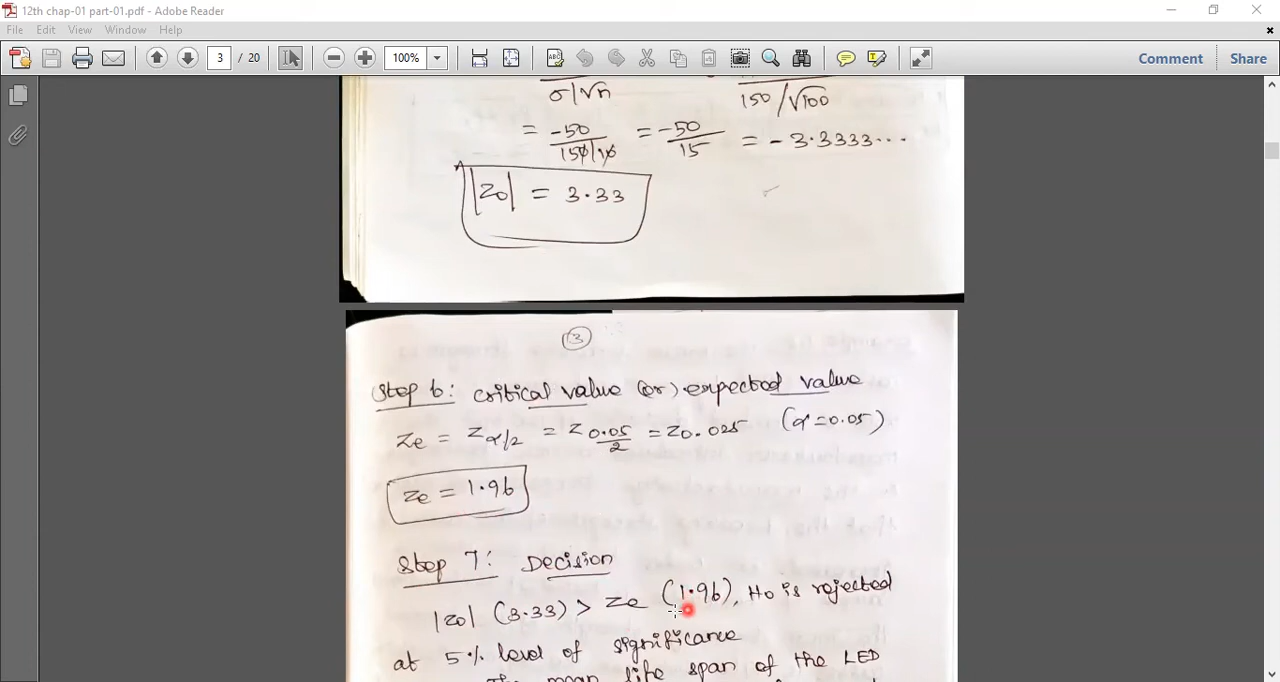 12th chap-01 part-01.pdf - Adobe Reader
File Edit View Window Help
3 / 20 100% Comment Share
σ/√n 150/√100
= -50/150/10 = -50/15 = - 3.3333...
|Z0| = 3.33
3
Step 6: critical value (or) expected value
Ze = Zα/2 = Z0.05/2 = Z0.025 (α=0.05)
Ze = 1.96
Step 7: Decision
|Z0| (3.33) > Ze (1.96), H0 is rejected
at 5% level of significance
The mean life span of the LED